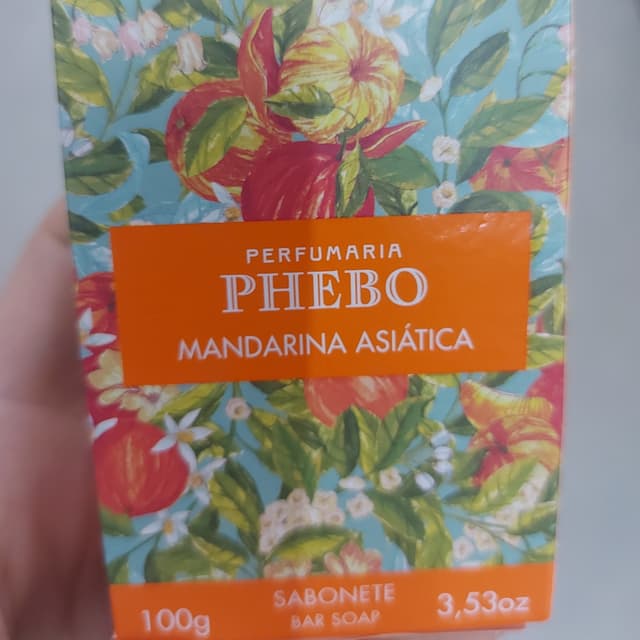 PERFUMARIA
PHEBO
MANDARINA ASIÁTICA
SABONETE
100g BAR SOAP 3,53oz